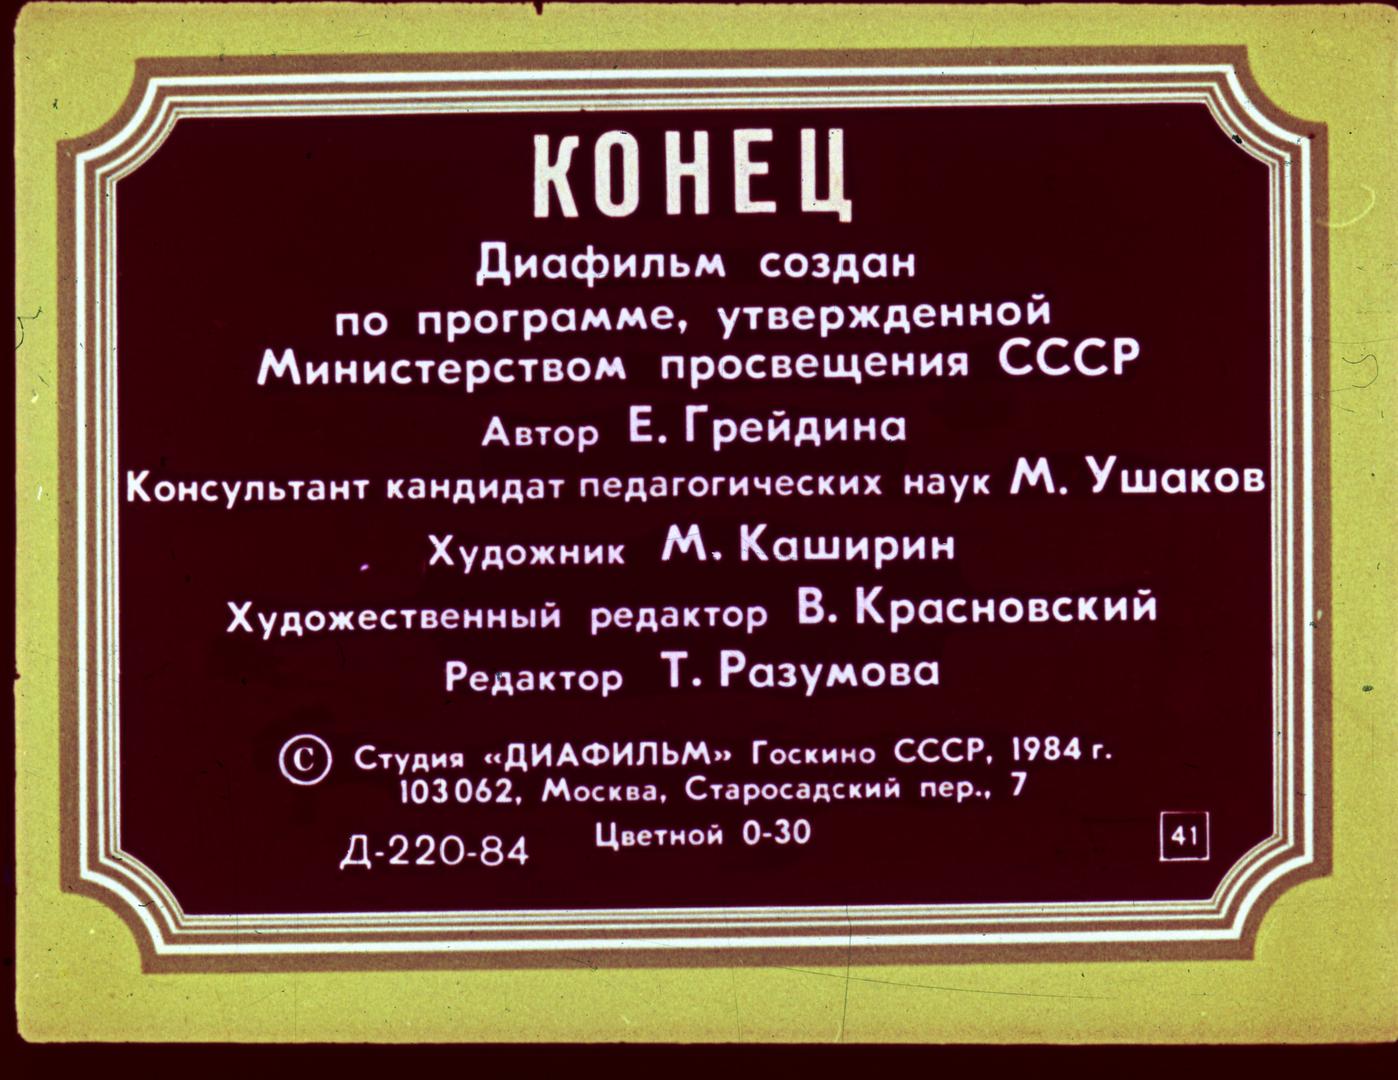 КОНЕЦ
Диафильм создан
по программе, утвержденной
Министерством просвещения СССР
Автор Е. Грейдина
Консультант кандидат педагогических наук М. Ушаков
Художник М. Каширин
Художественный редактор В. Красновский
Редактор Т. Разумова
© Студия «ДИАФИЛЬМ» Госкино СССР, 1984 г.
103062, Москва, Старосадский пер., 7
Д-220-84 Цветной 0-30
41